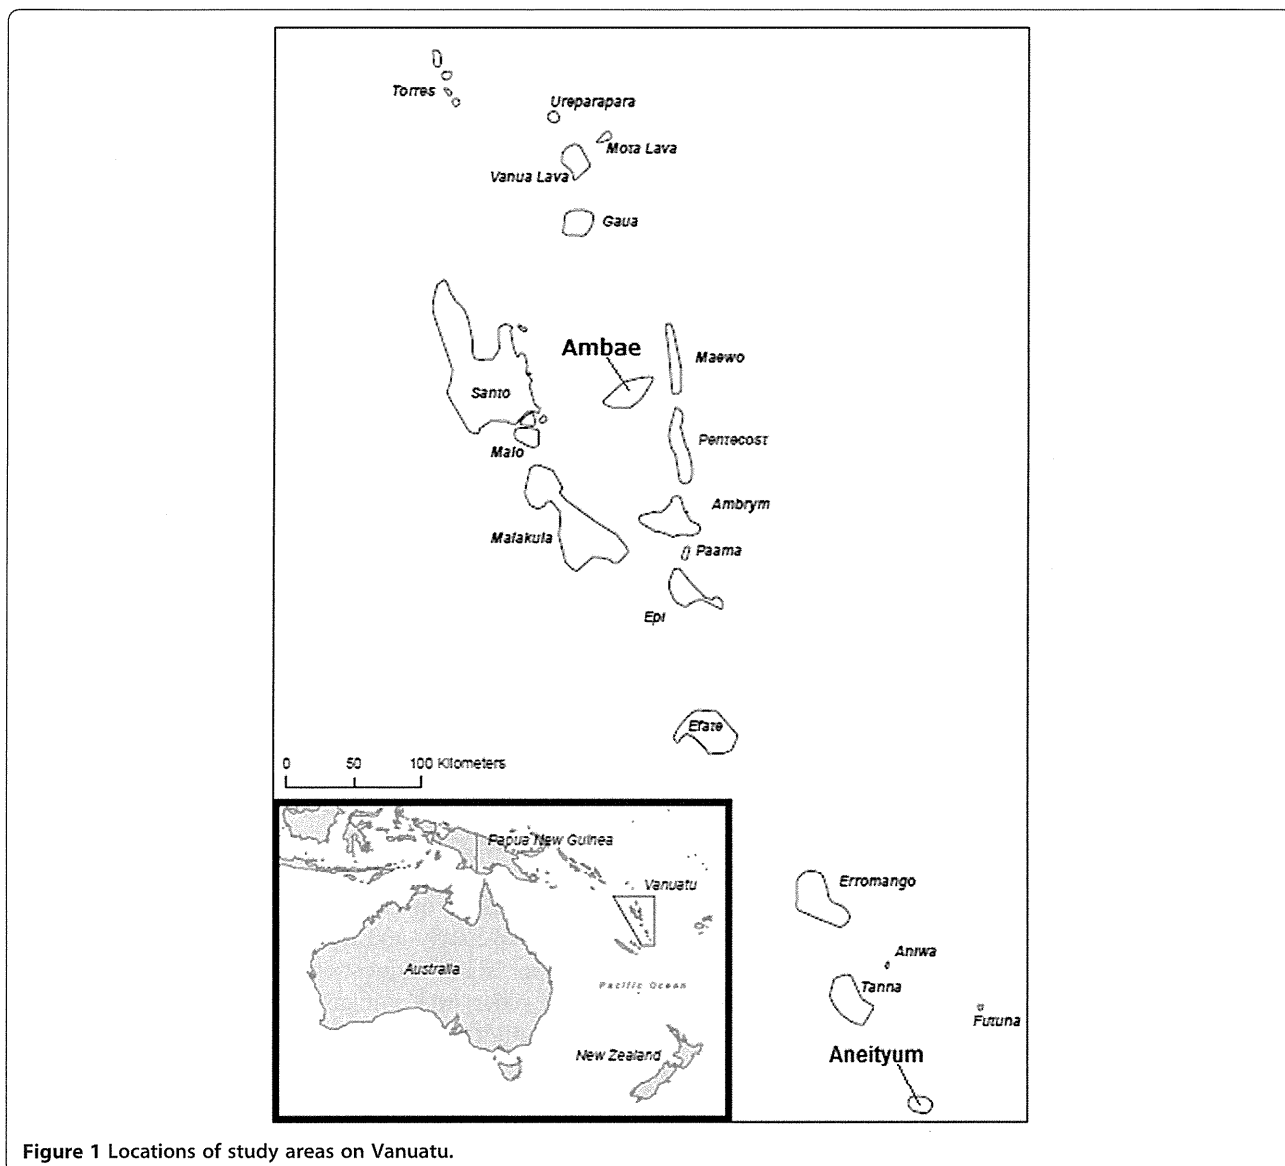 Torres
Ureparapara
Mota Lava
Vanua Lava
Gaua
Ambae
Maewo
Santo
Pentecost
Malo
Ambrym
Malakula
Paama
Epi
Efate
0 50 100 Kilometers
Papua New Guinea
Vanuatu
Erromango
Aniwa
Australia
Pacific Ocean
Tanna
Futuna
New Zealand
Aneityum
Figure 1 Locations of study areas on Vanuatu.